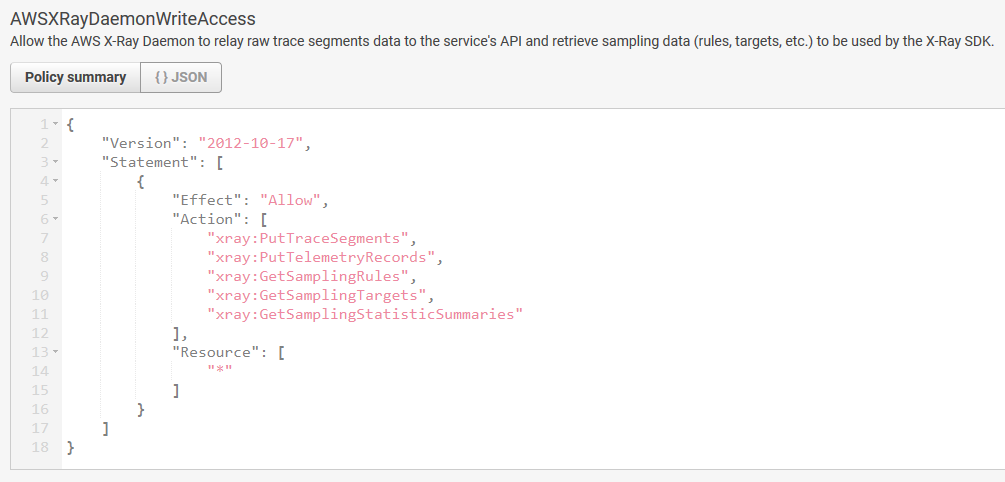 AWSXRayDaemonWriteAccess
Allow the AWS X-Ray Daemon to relay raw trace segments data to the service's API and retrieve sampling data (rules, targets, etc.) to be used by the X-Ray SDK.
Policy summary { } JSON
1 {
2 "Version": "2012-10-17",
3 "Statement": [
4 {
5 "Effect": "Allow",
6 "Action": [
7 "xray:PutTraceSegments",
8 "xray:PutTelemetryRecords",
9 "xray:GetSamplingRules",
10 "xray:GetSamplingTargets",
11 "xray:GetSamplingStatisticSummaries"
12 ],
13 "Resource": [
14 "*"
15 ]
16 }
17 ]
18 }